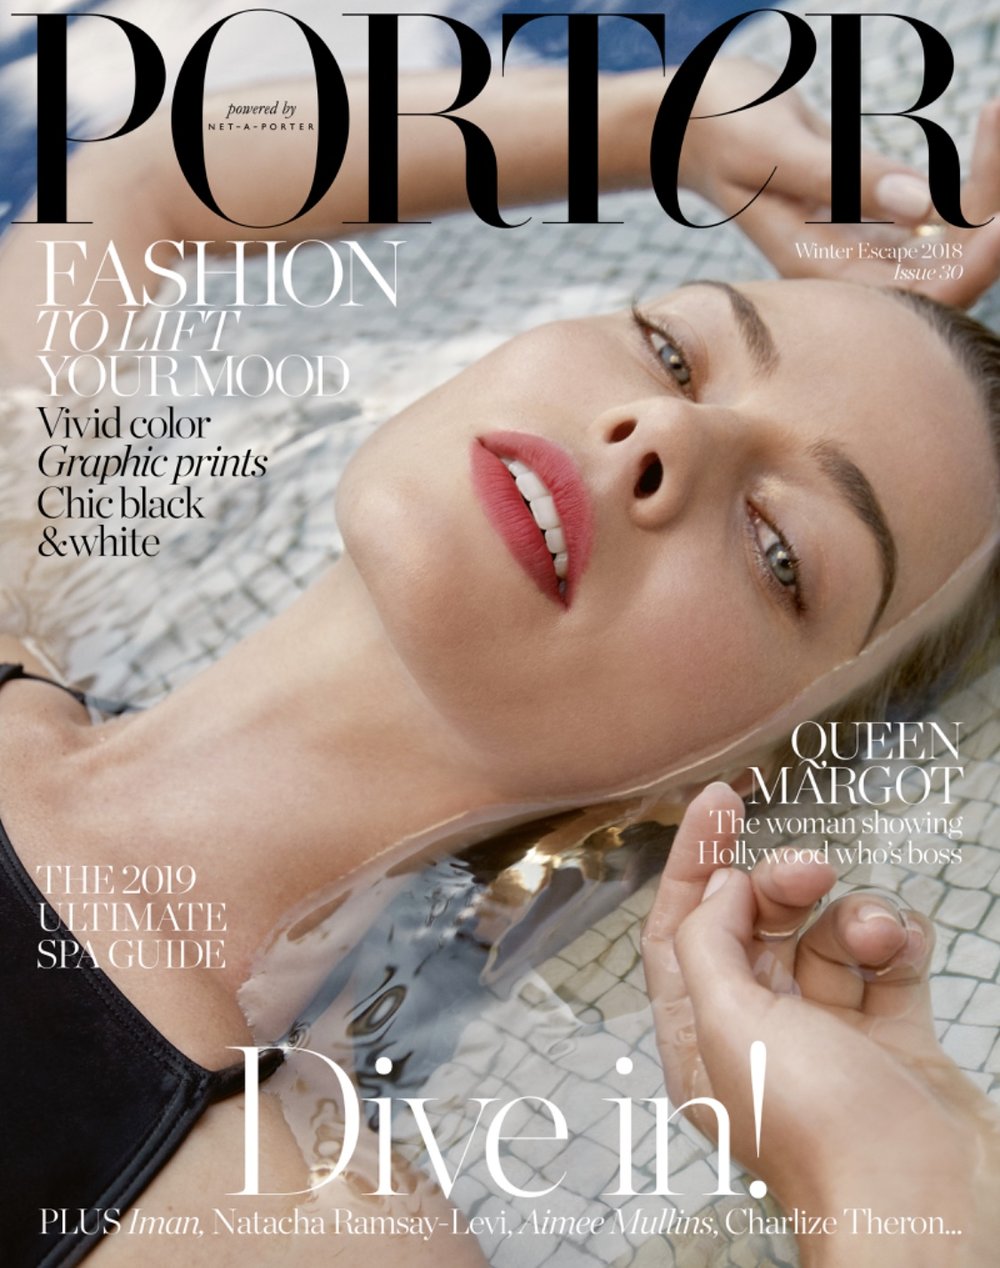 PORTER
powered by
NET-A-PORTER
Winter Escape 2018
Issue 30
FASHION
TO LIFT
YOUR MOOD
Vivid color
Graphic prints
Chic black
&white
QUEEN
MARGOT
The woman showing
Hollywood who's boss
THE 2019
ULTIMATE
SPA GUIDE
Dive in!
PLUS Iman, Natacha Ramsay-Levi, Aimee Mullins, Charlize Theron...